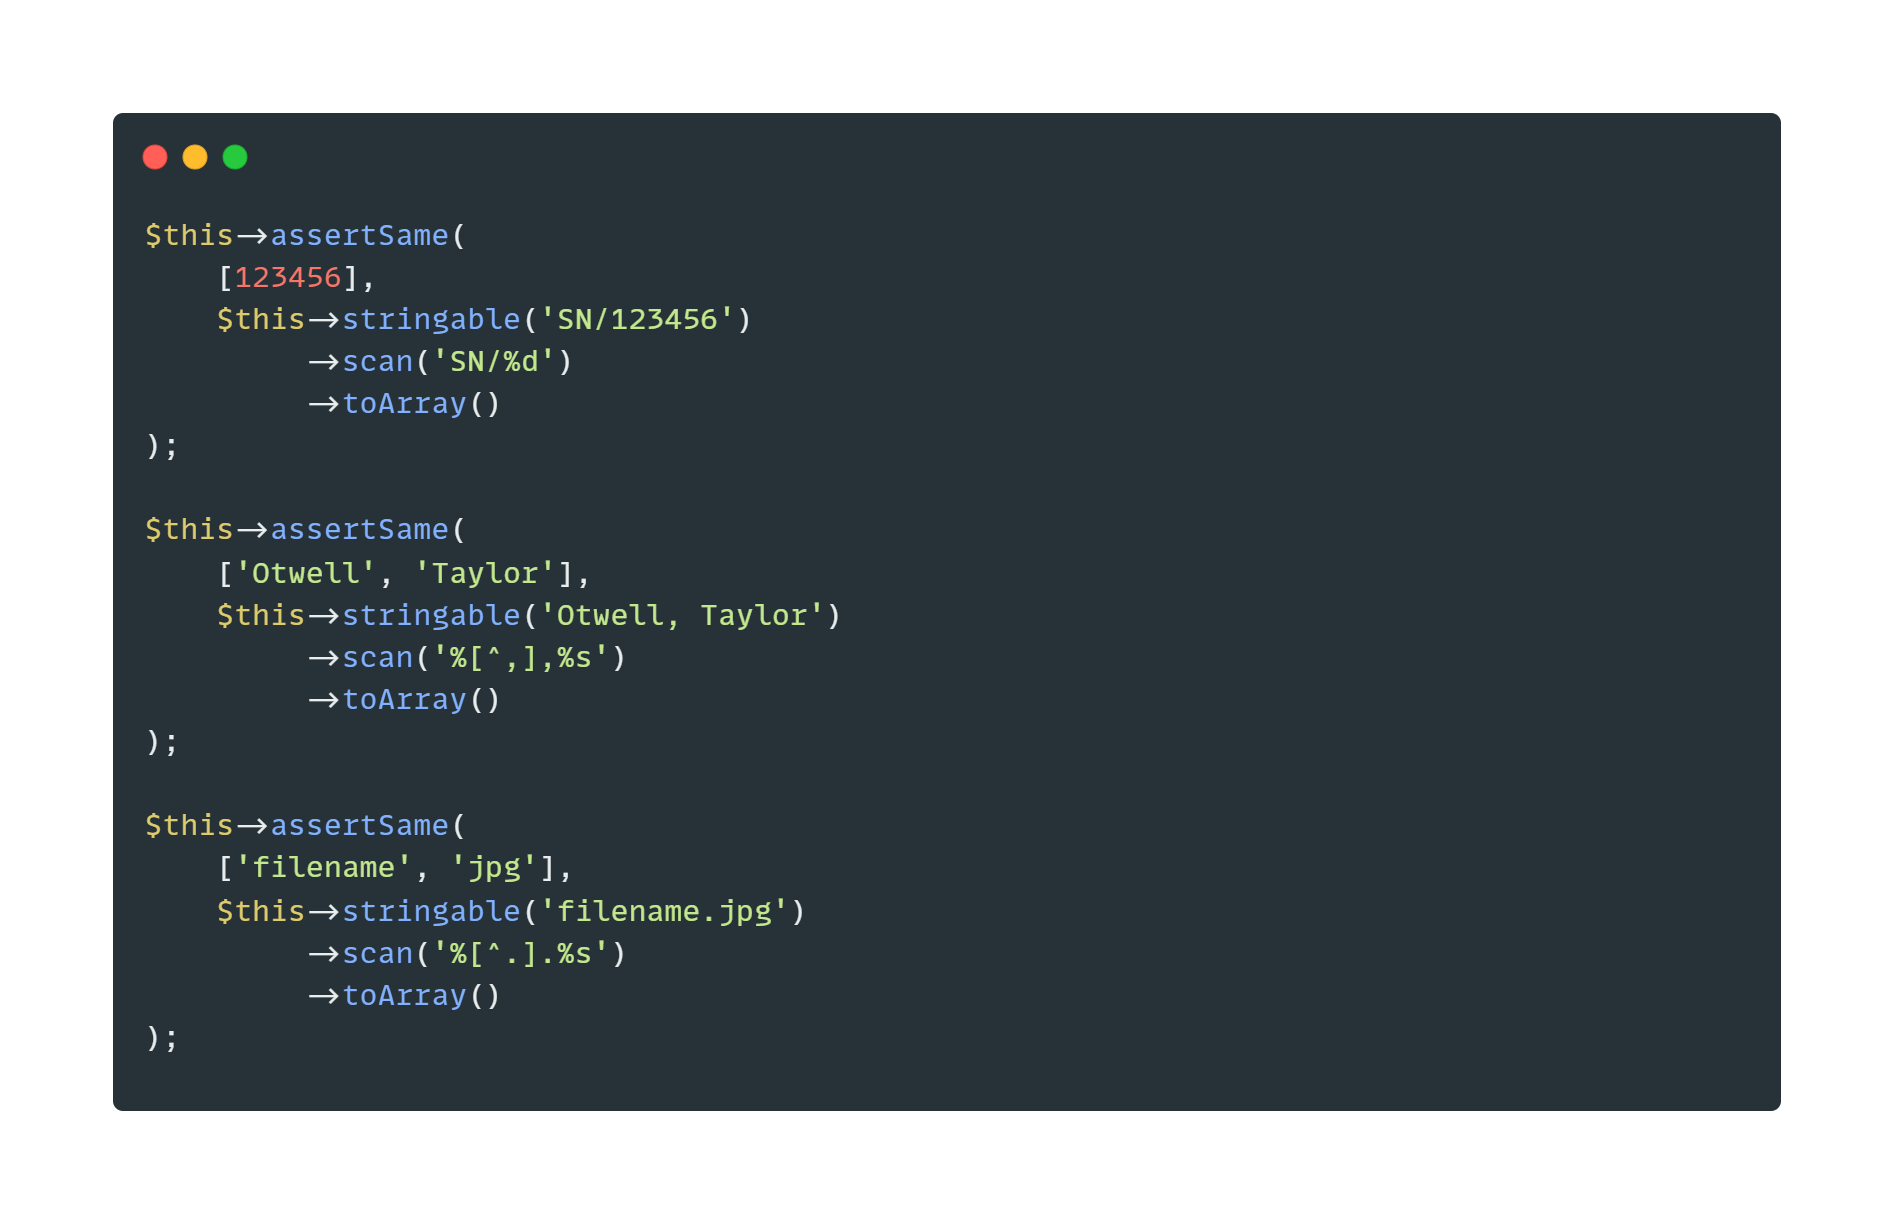 $this->assertSame(
    [123456],
    $this->stringable('SN/123456')
         ->scan('SN/%d')
         ->toArray()
);

$this->assertSame(
    ['Otwell', 'Taylor'],
    $this->stringable('Otwell, Taylor')
         ->scan('%[^,],%s')
         ->toArray()
);

$this->assertSame(
    ['filename', 'jpg'],
    $this->stringable('filename.jpg')
         ->scan('%[^.].%s')
         ->toArray()
);